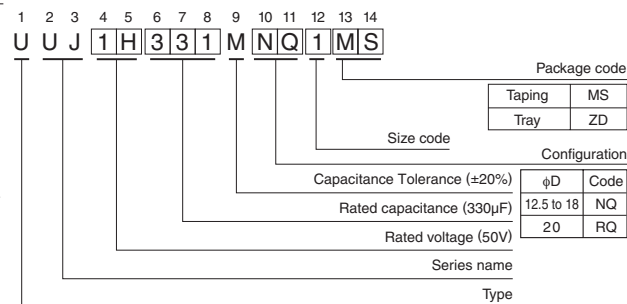 1 2 3 4 5 6 7 8 9 10 11 12 13 14
U U J 1 H 3 3 1 M N Q 1 M S
Package code
Taping MS
Tray ZD
Size code
Configuration
Capacitance Tolerance (±20%)
ϕD Code
12.5 to 18 NQ
Rated capacitance (330µF)
20 RQ
Rated voltage (50V)
Series name
Type